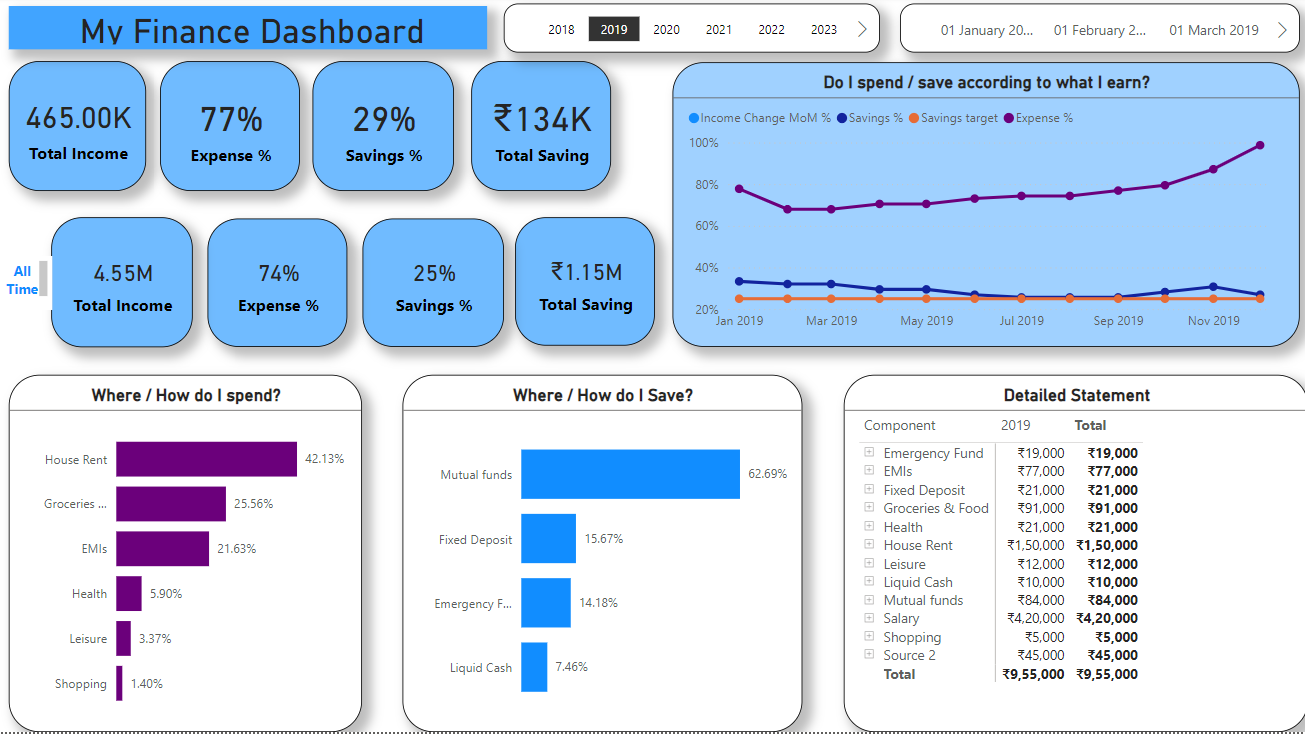 My Finance Dashboard
2018 2019 2020 2021 2022 2023
01 January 20... 01 February 2... 01 March 2019
465.00K
Total Income
77%
Expense %
29%
Savings %
₹134K
Total Saving
All
Time
4.55M
Total Income
74%
Expense %
25%
Savings %
₹1.15M
Total Saving
Do I spend / save according to what I earn?
Income Change MoM % Savings % Savings target Expense %
100%
80%
60%
40%
20%
Jan 2019 Mar 2019 May 2019 Jul 2019 Sep 2019 Nov 2019
Where / How do I spend?
House Rent 42.13%
Groceries ... 25.56%
EMIs 21.63%
Health 5.90%
Leisure 3.37%
Shopping 1.40%
Where / How do I Save?
Mutual funds 62.69%
Fixed Deposit 15.67%
Emergency F... 14.18%
Liquid Cash 7.46%
Detailed Statement
Component 2019 Total
Emergency Fund ₹19,000 ₹19,000
EMIs ₹77,000 ₹77,000
Fixed Deposit ₹21,000 ₹21,000
Groceries & Food ₹91,000 ₹91,000
Health ₹21,000 ₹21,000
House Rent ₹1,50,000 ₹1,50,000
Leisure ₹12,000 ₹12,000
Liquid Cash ₹10,000 ₹10,000
Mutual funds ₹84,000 ₹84,000
Salary ₹4,20,000 ₹4,20,000
Shopping ₹5,000 ₹5,000
Source 2 ₹45,000 ₹45,000
Total ₹9,55,000 ₹9,55,000